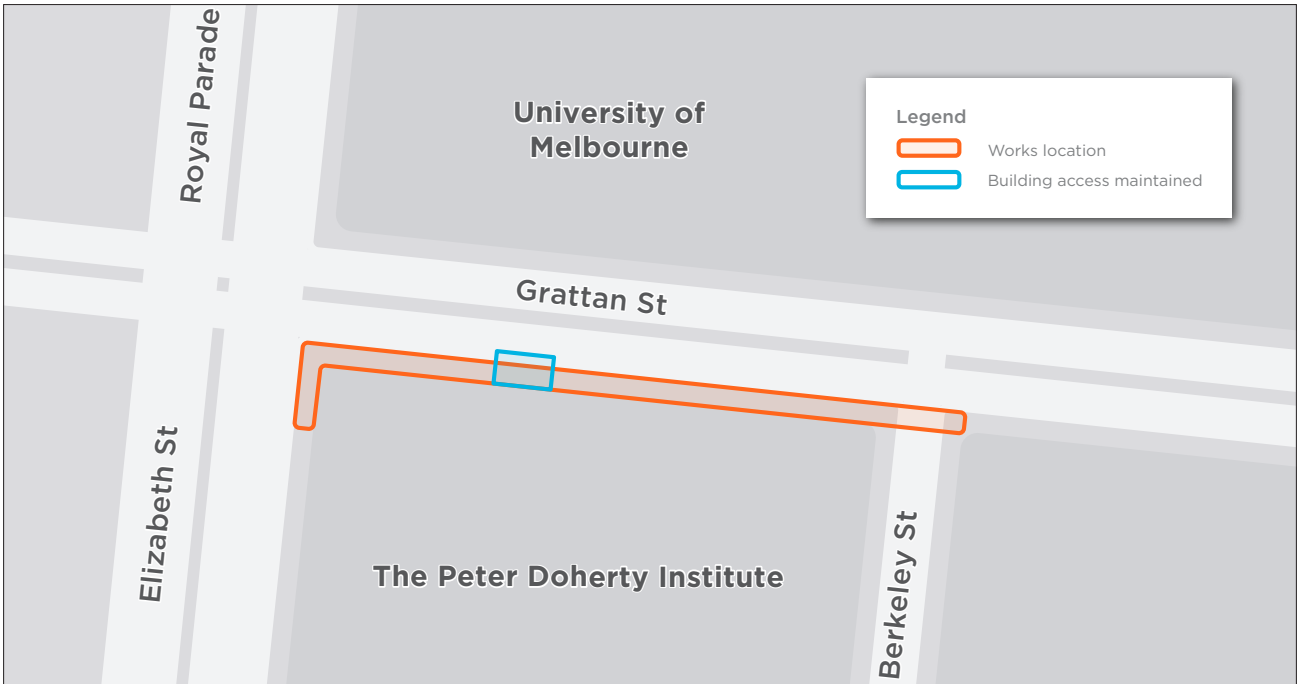 Royal Parade
University of
Melbourne
Legend
Works location
Building access maintained
Grattan St
Elizabeth St
The Peter Doherty Institute
Berkeley St